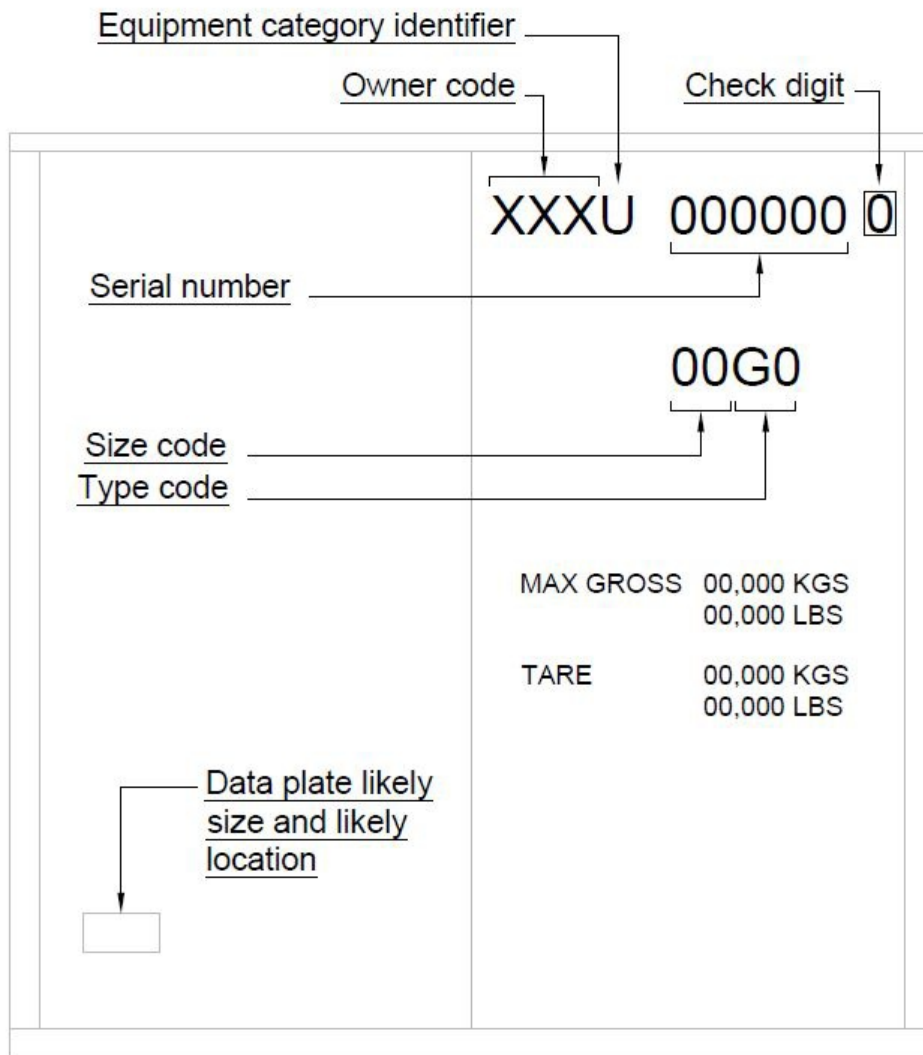 Equipment category identifier
Owner code
Check digit
XXXU 000000 0
Serial number
00G0
Size code
Type code
MAX GROSS 00,000 KGS
00,000 LBS
TARE 00,000 KGS
00,000 LBS
Data plate likely
size and likely
location